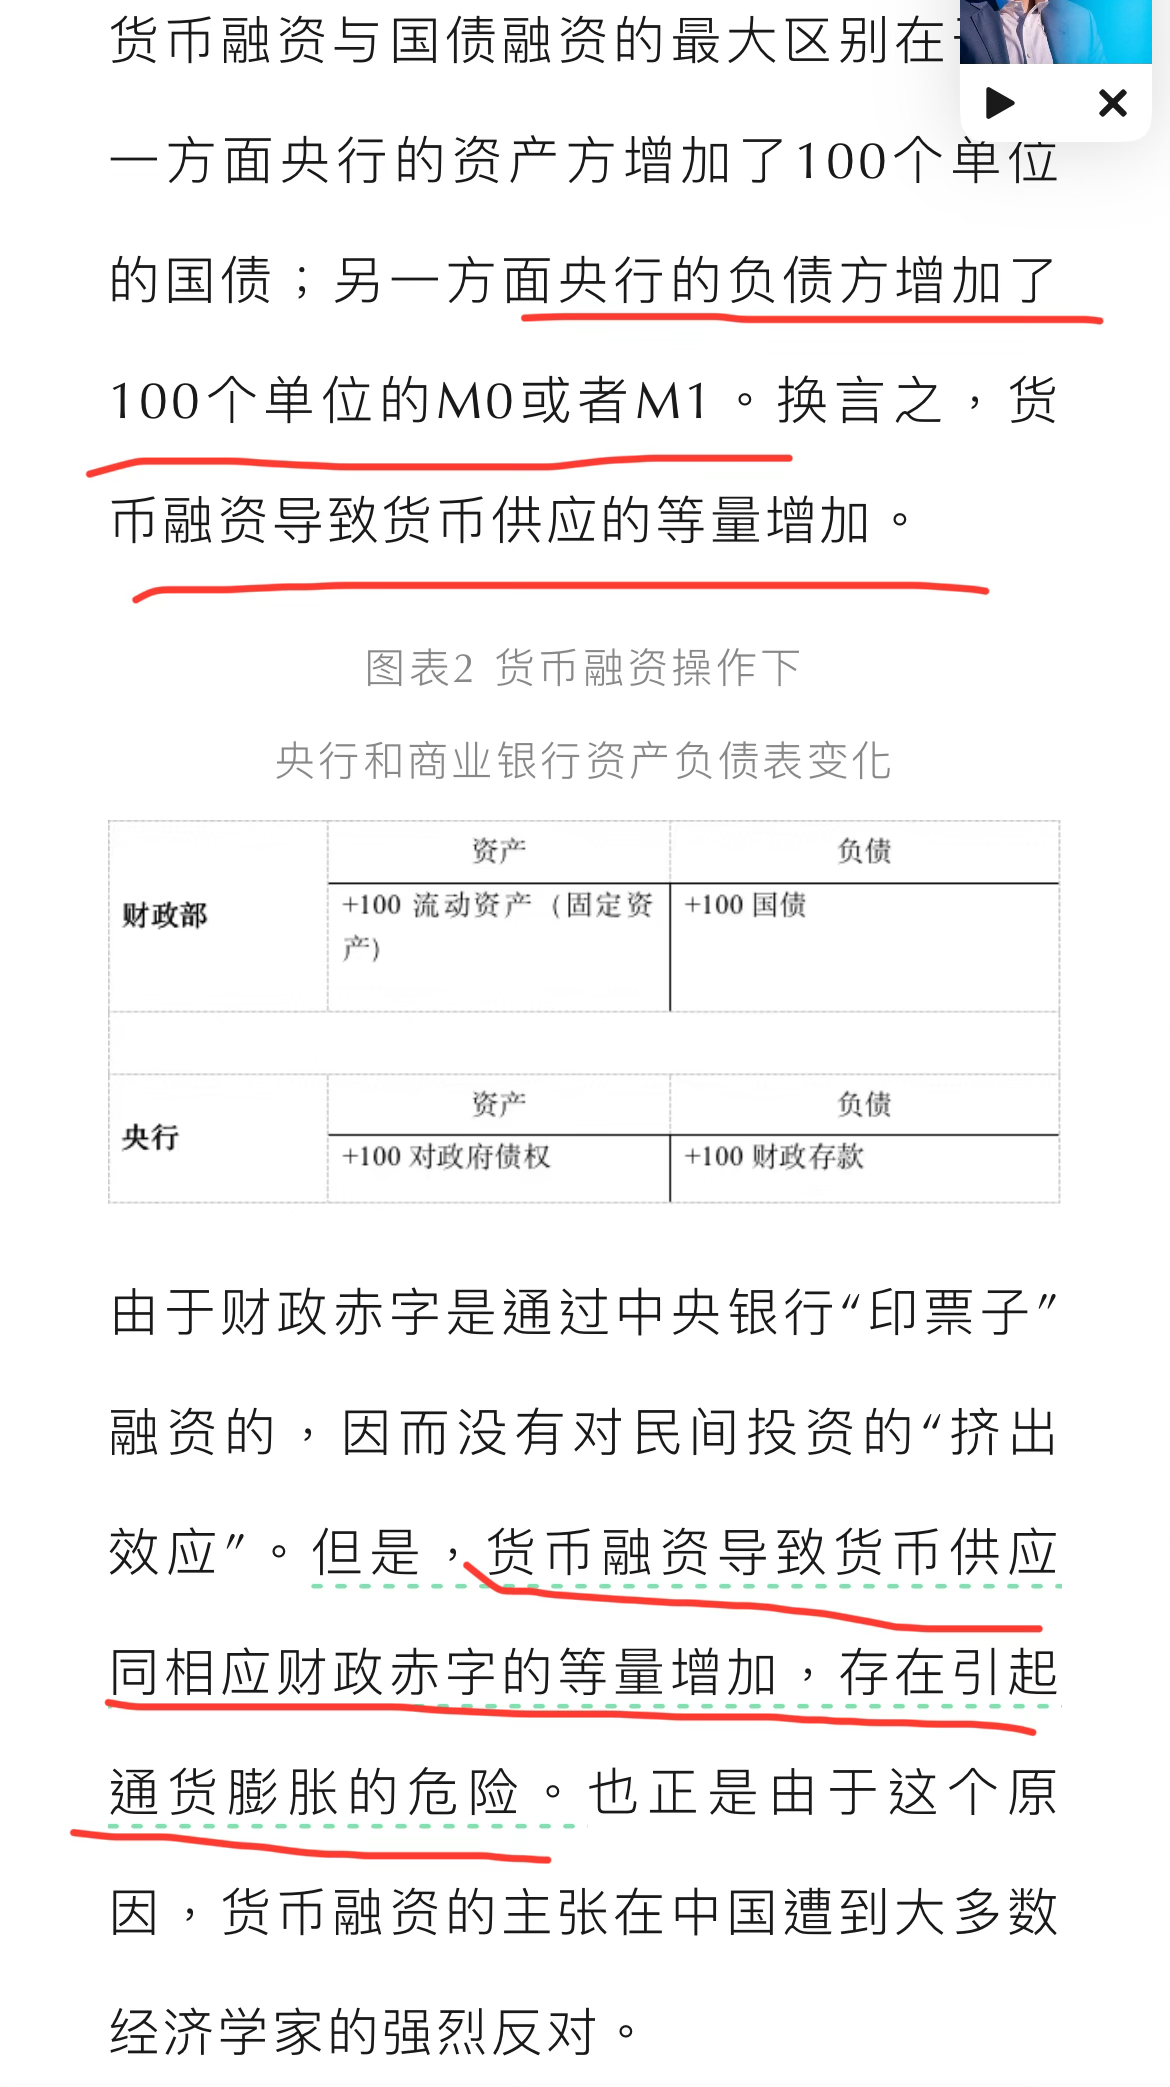 货币融资与国债融资的最大区别在
一方面央行的资产方增加了100个单位
的国债；另一方面央行的负债方增加了
100个单位的M0或者M1。换言之，货
币融资导致货币供应的等量增加。
图表2 货币融资操作下
央行和商业银行资产负债表变化
资产 负债
财政部
+100 流动资产（固定资 +100 国债
产）
资产 负债
央行
+100 对政府债权 +100 财政存款
由于财政赤字是通过中央银行“印票子”
融资的，因而没有对民间投资的“挤出
效应”。但是，货币融资导致货币供应
同相应财政赤字的等量增加，存在引起
通货膨胀的危险。也正是由于这个原
因，货币融资的主张在中国遭到大多数
经济学家的强烈反对。